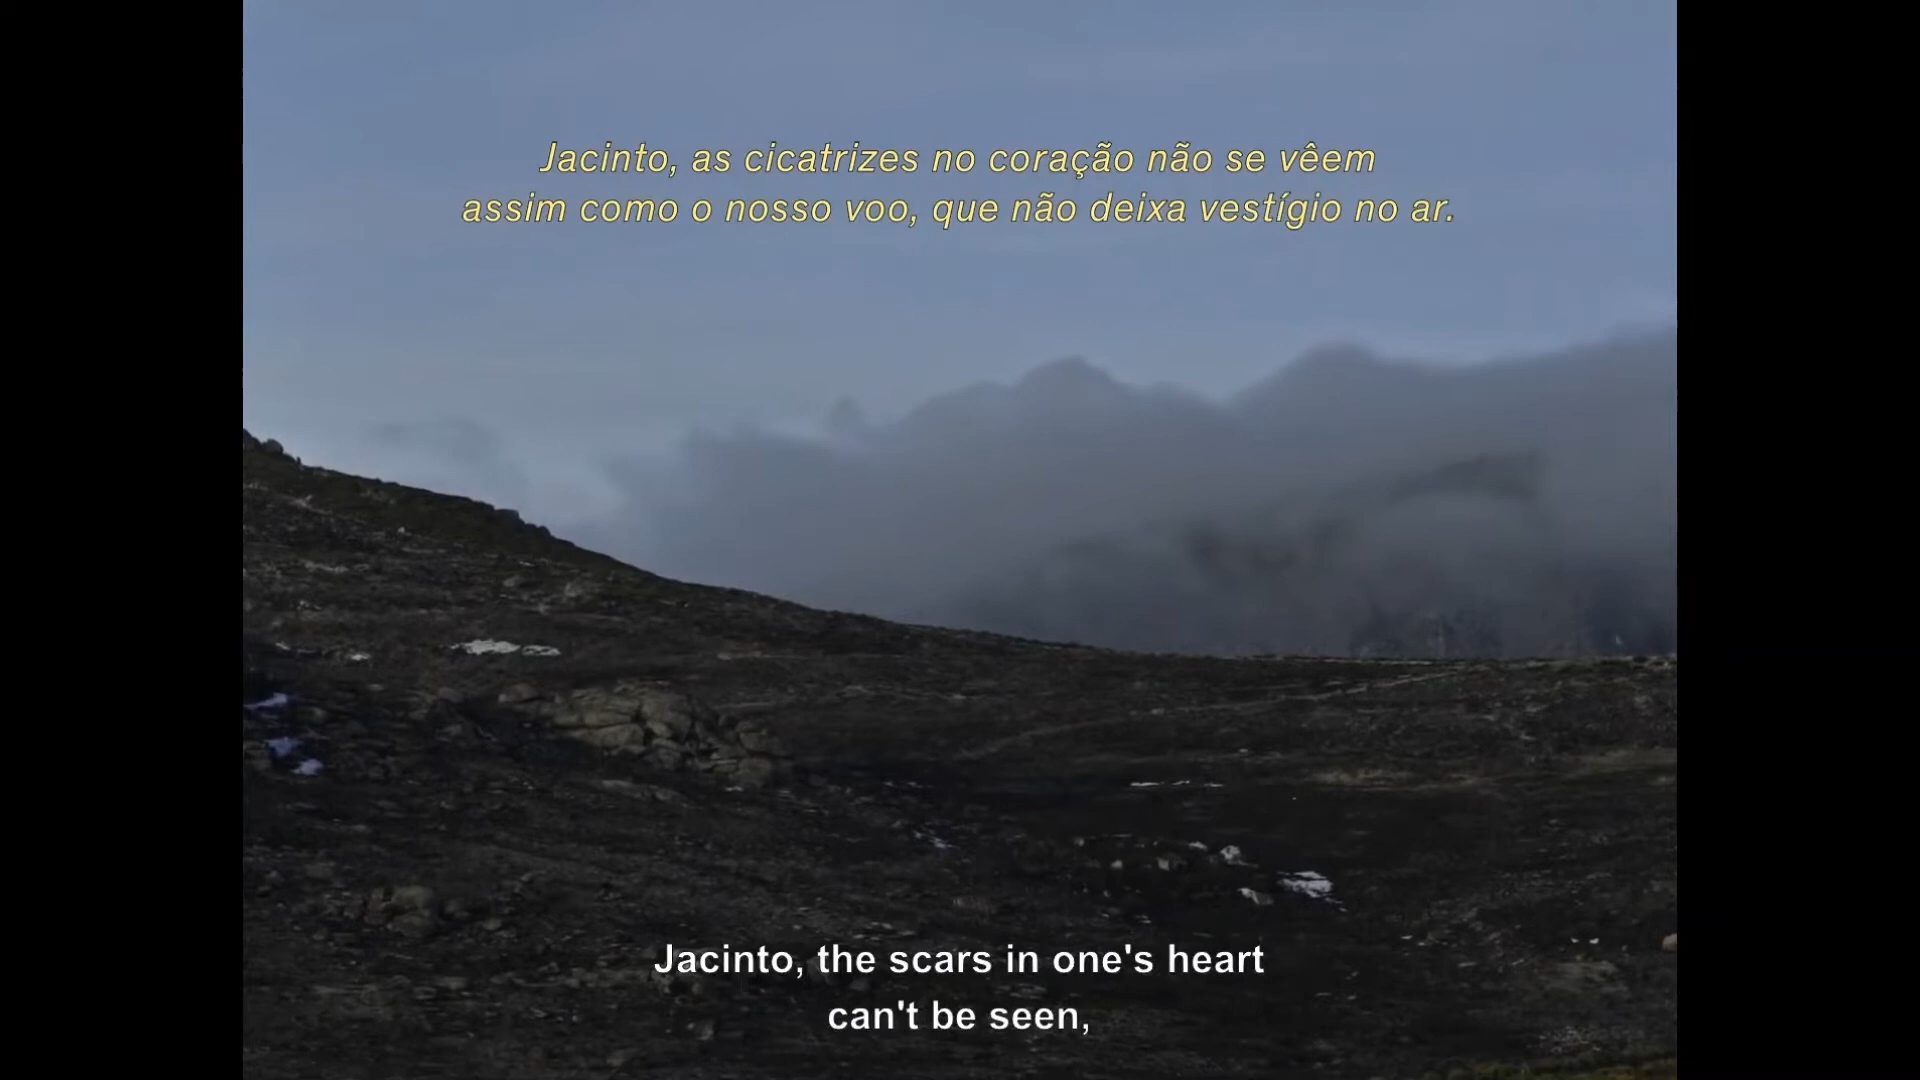 Jacinto, as cicatrizes no coração não se vêem
assim como o nosso voo, que não deixa vestígio no ar.
Jacinto, the scars in one's heart
can't be seen,